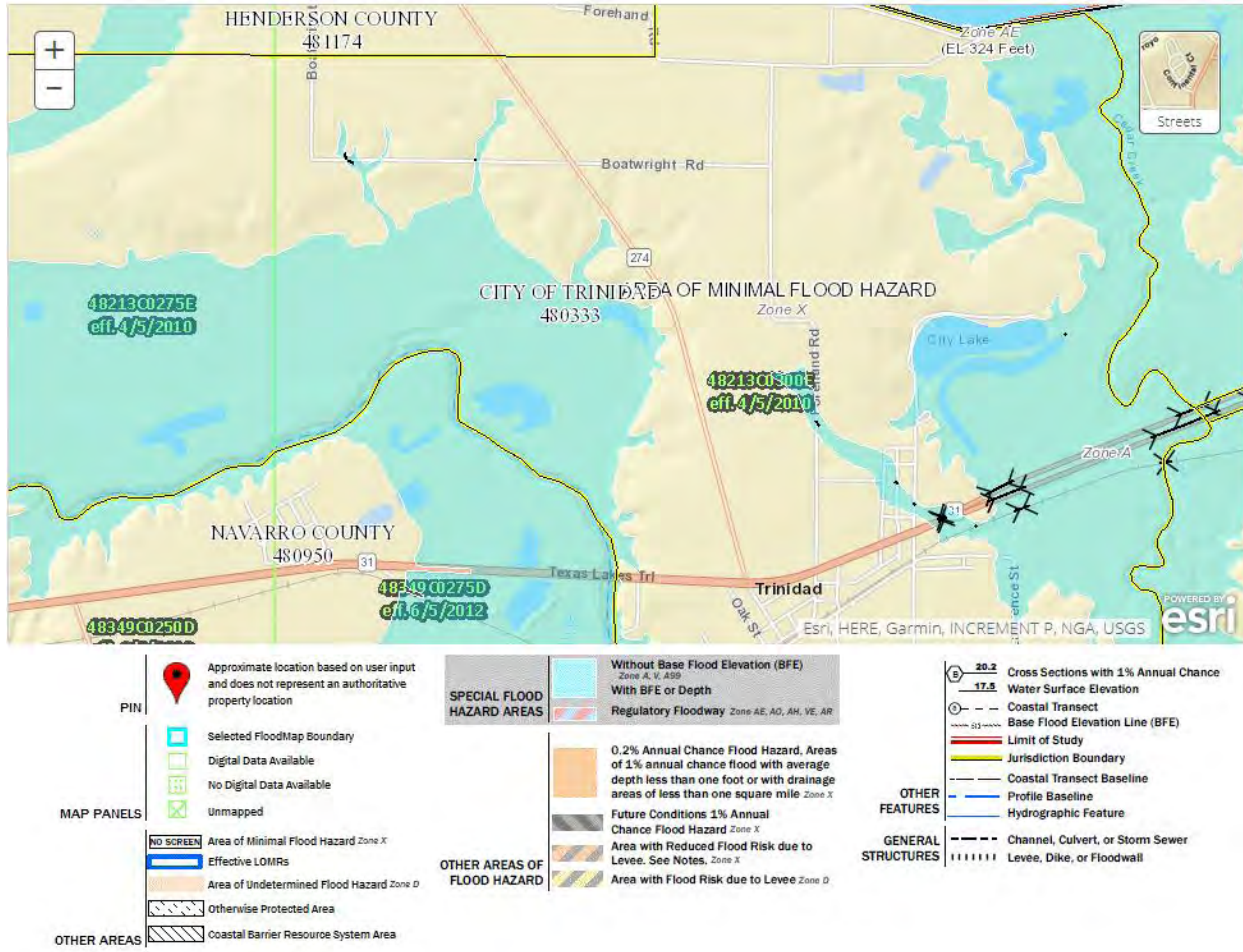 HENDERSON COUNTY
481174
Forehand
Zone AE
(EL 324 Feet)
+
−
Streets
Cedar Creek
Boatwright Rd
274
48213C0275E
eff. 4/5/2010
CITY OF TRINIDAD
480333
AREA OF MINIMAL FLOOD HAZARD
Zone X
City Lake
Forehand Rd
48213C0300E
eff. 4/5/2010
Zone A
31
NAVARRO COUNTY
480950
31
Texas Lakes Trl
48349C0275D
eff. 6/5/2012
Trinidad
Oak St
48349C0250D
POWERED BY
esri
Esri, HERE, Garmin, INCREMENT P, NGA, USGS
PIN
Approximate location based on user input
and does not represent an authoritative
property location
MAP PANELS
Selected FloodMap Boundary
Digital Data Available
No Digital Data Available
Unmapped
OTHER AREAS
NO SCREEN Area of Minimal Flood Hazard Zone X
Effective LOMRs
Area of Undetermined Flood Hazard Zone D
Otherwise Protected Area
Coastal Barrier Resource System Area
SPECIAL FLOOD
HAZARD AREAS
Without Base Flood Elevation (BFE)
Zone A, V, A99
With BFE or Depth
Regulatory Floodway Zone AE, AO, AH, VE, AR
OTHER AREAS OF
FLOOD HAZARD
0.2% Annual Chance Flood Hazard, Areas
of 1% annual chance flood with average
depth less than one foot or with drainage
areas of less than one square mile Zone X
Future Conditions 1% Annual
Chance Flood Hazard Zone X
Area with Reduced Flood Risk due to
Levee. See Notes. Zone X
Area with Flood Risk due to Levee Zone D
OTHER
FEATURES
B 20.2 Cross Sections with 1% Annual Chance
17.5 Water Surface Elevation
8 Coastal Transect
513 Base Flood Elevation Line (BFE)
Limit of Study
Jurisdiction Boundary
Coastal Transect Baseline
Profile Baseline
Hydrographic Feature
GENERAL
STRUCTURES
Channel, Culvert, or Storm Sewer
Levee, Dike, or Floodwall